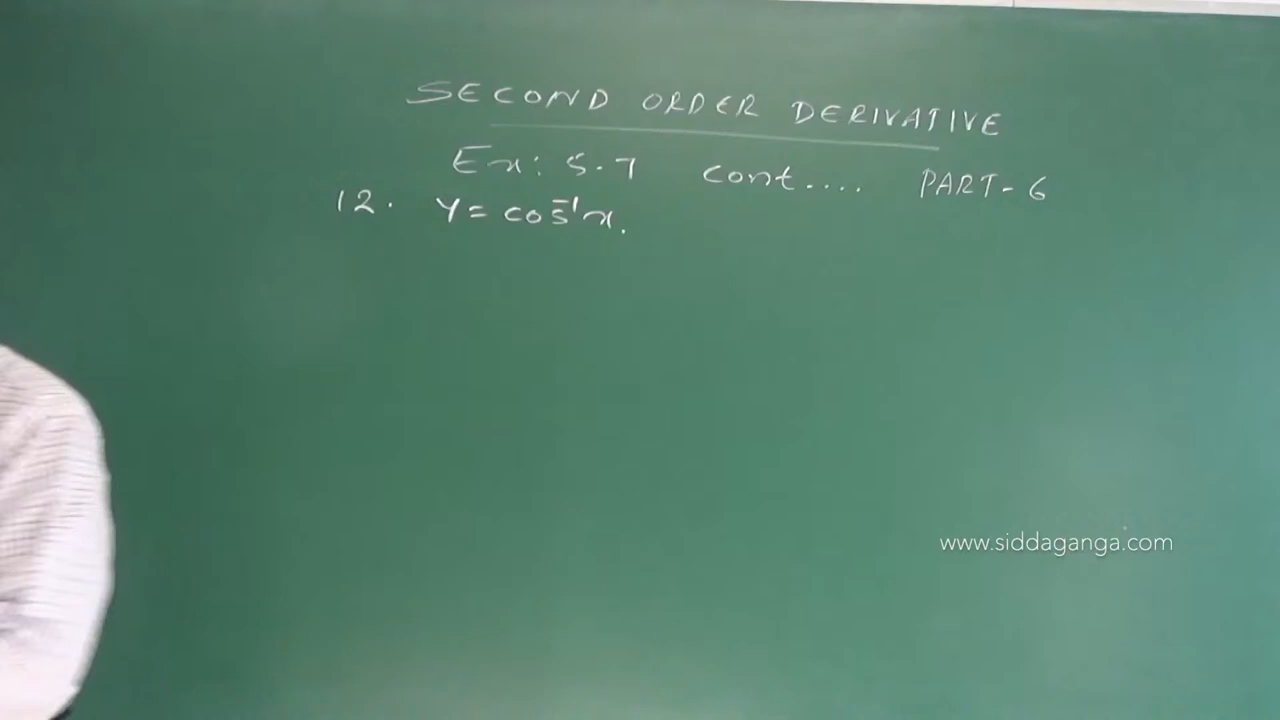 SECOND ORDER DERIVATIVE
Ex: 5.7 cont.... PART-6
12. y = cos⁻¹x.
www.siddaganga.com